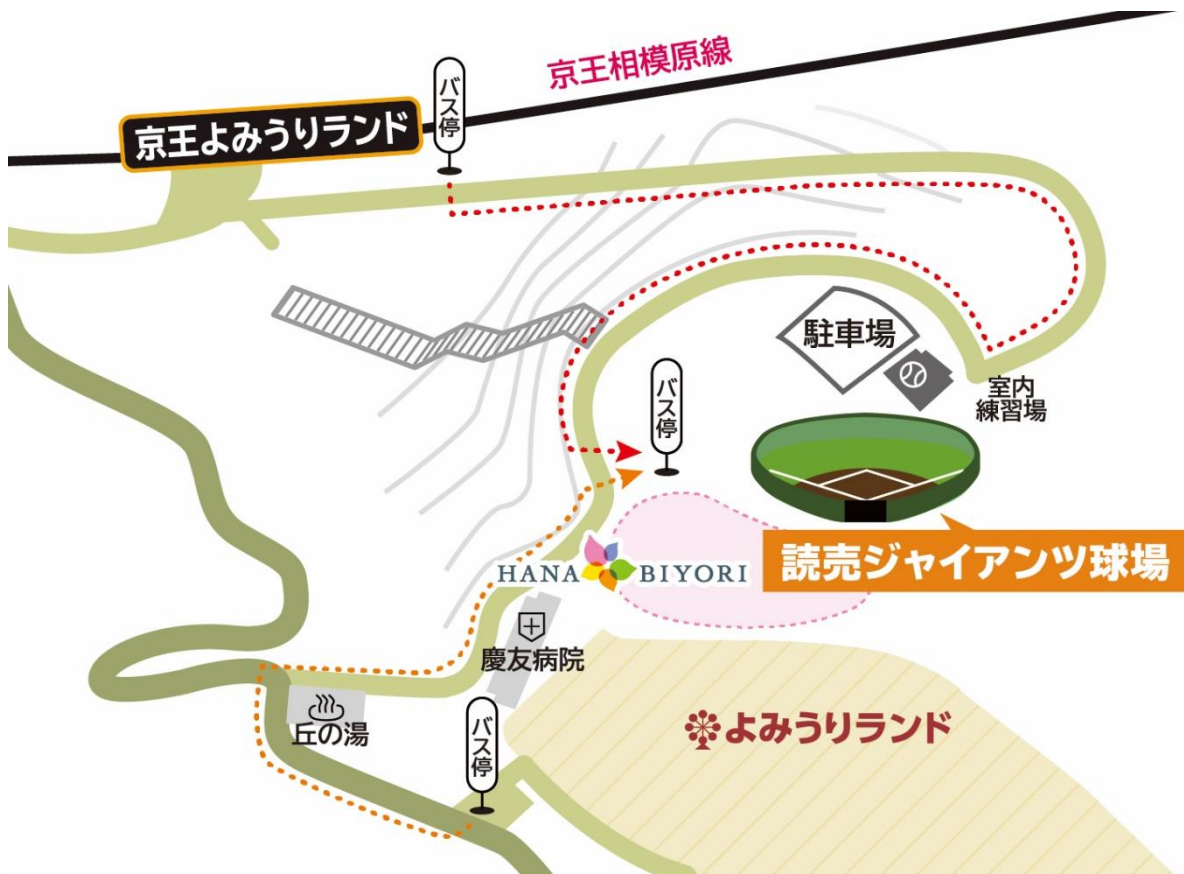 京王相模原線
バス停
京王よみうりランド
駐車場
室内
練習場
バス停
読売ジャイアンツ球場
HANA BIYORI
慶友病院
丘の湯
バス停
よみうりランド